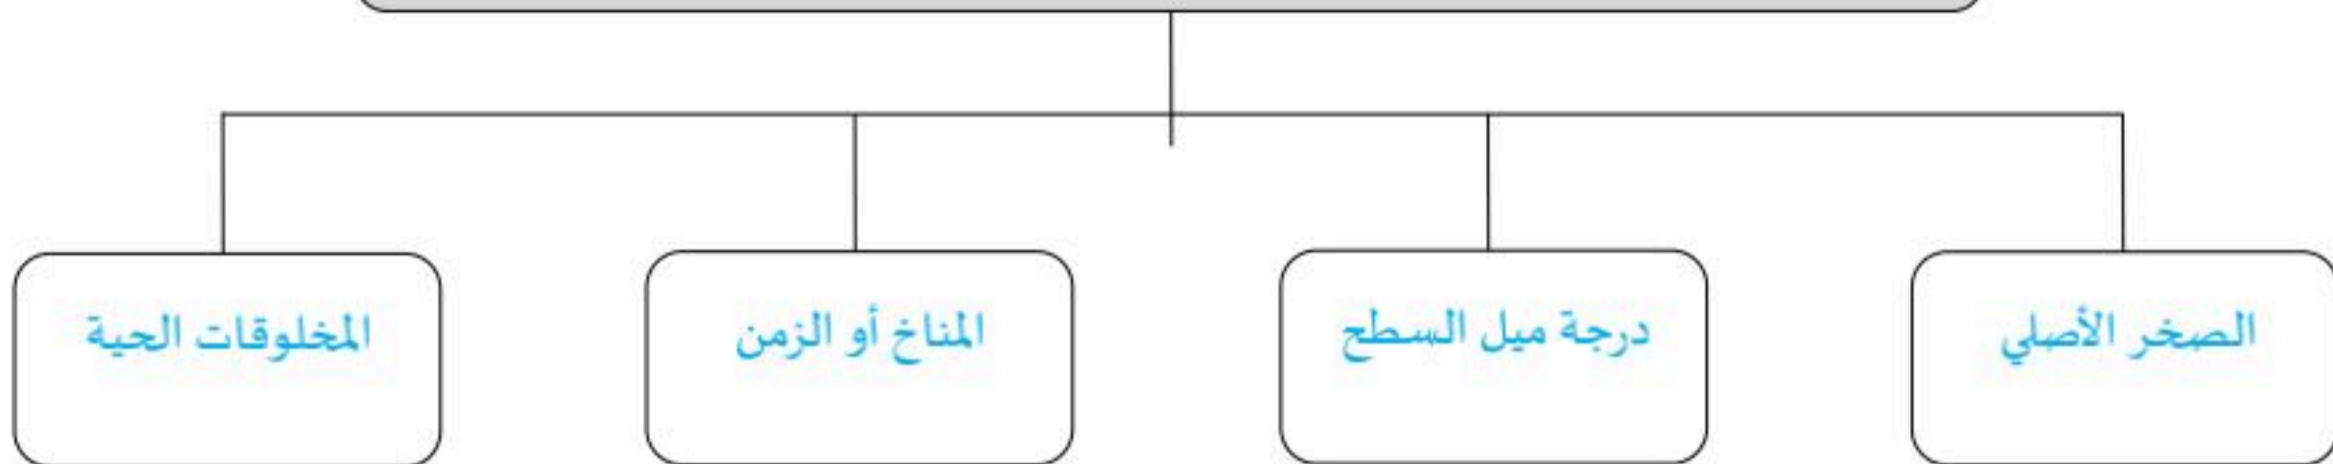 الصخر الأصلي
درجة ميل السطح
المناخ أو الزمن
المخلوقات الحية